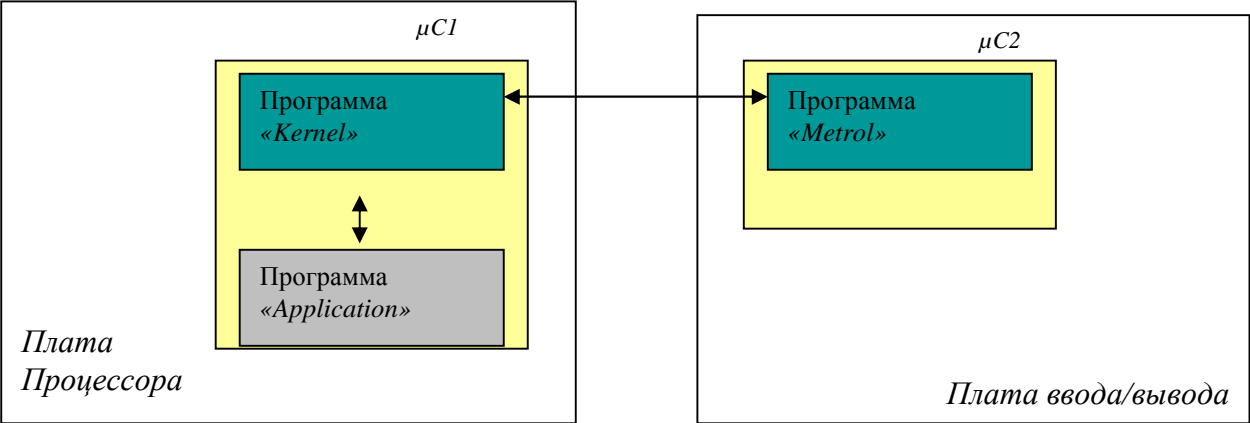 µC1
Программа
«Kernel»
Программа
«Application»
Плата
Процессора
µC2
Программа
«Metrol»
Плата ввода/вывода